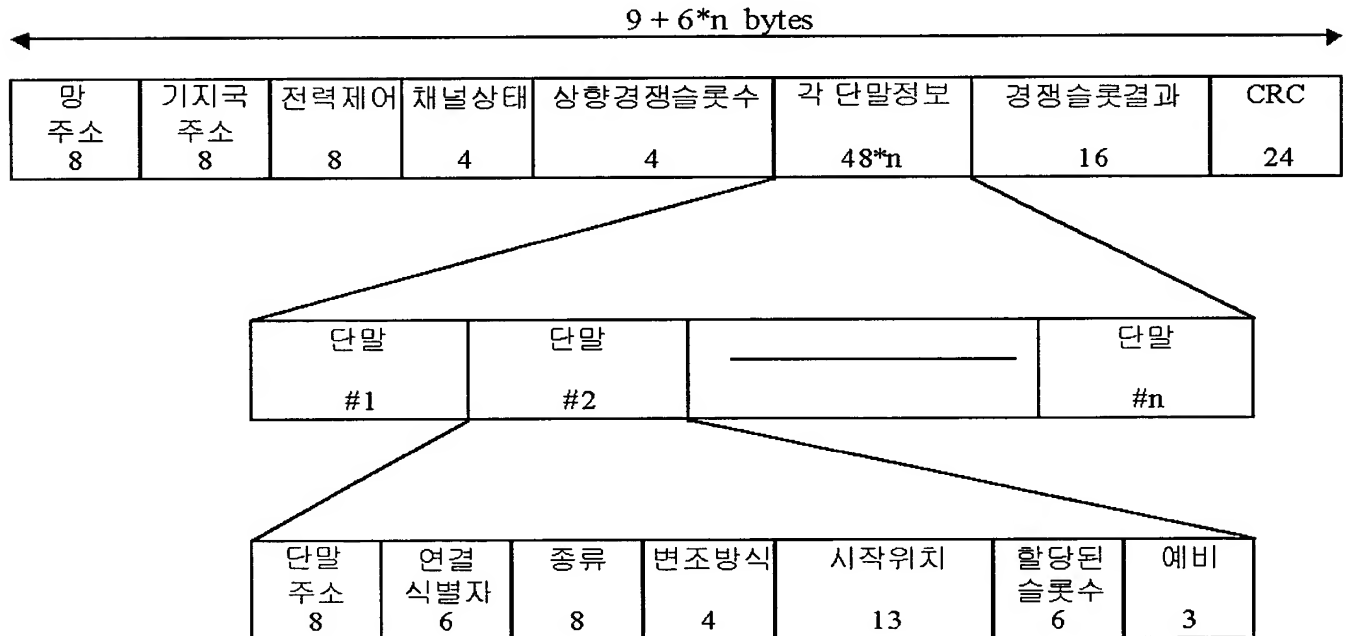 9 + 6*n bytes
망 주소 8
기지국 주소 8
전력제어 8
채널상태 4
상향경쟁슬롯수 4
각 단말정보 48*n
경쟁슬롯결과 16
CRC 24
단말 #1
단말 #2
단말 #n
단말 주소 8
연결 식별자 6
종류 8
변조방식 4
시작위치 13
할당된 슬롯수 6
예비 3